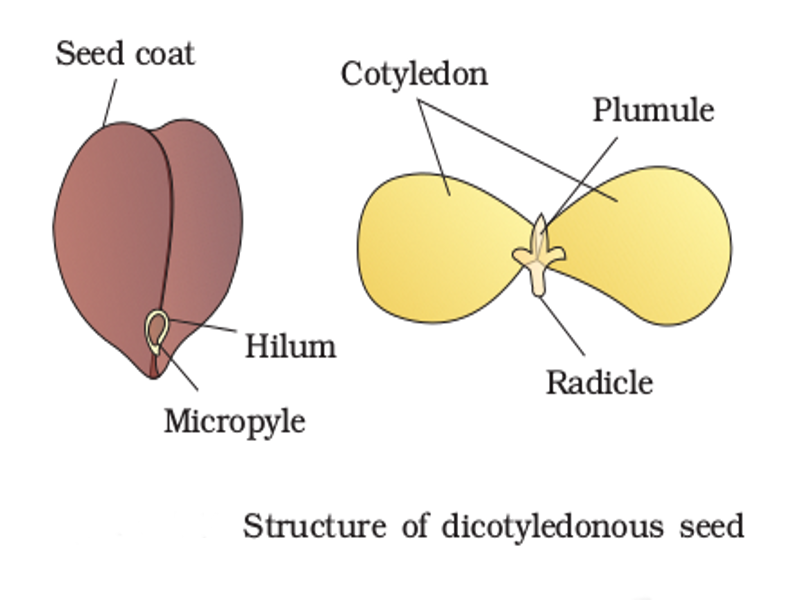 Seed coat
Cotyledon
Plumule
Hilum
Radicle
Micropyle
Structure of dicotyledonous seed